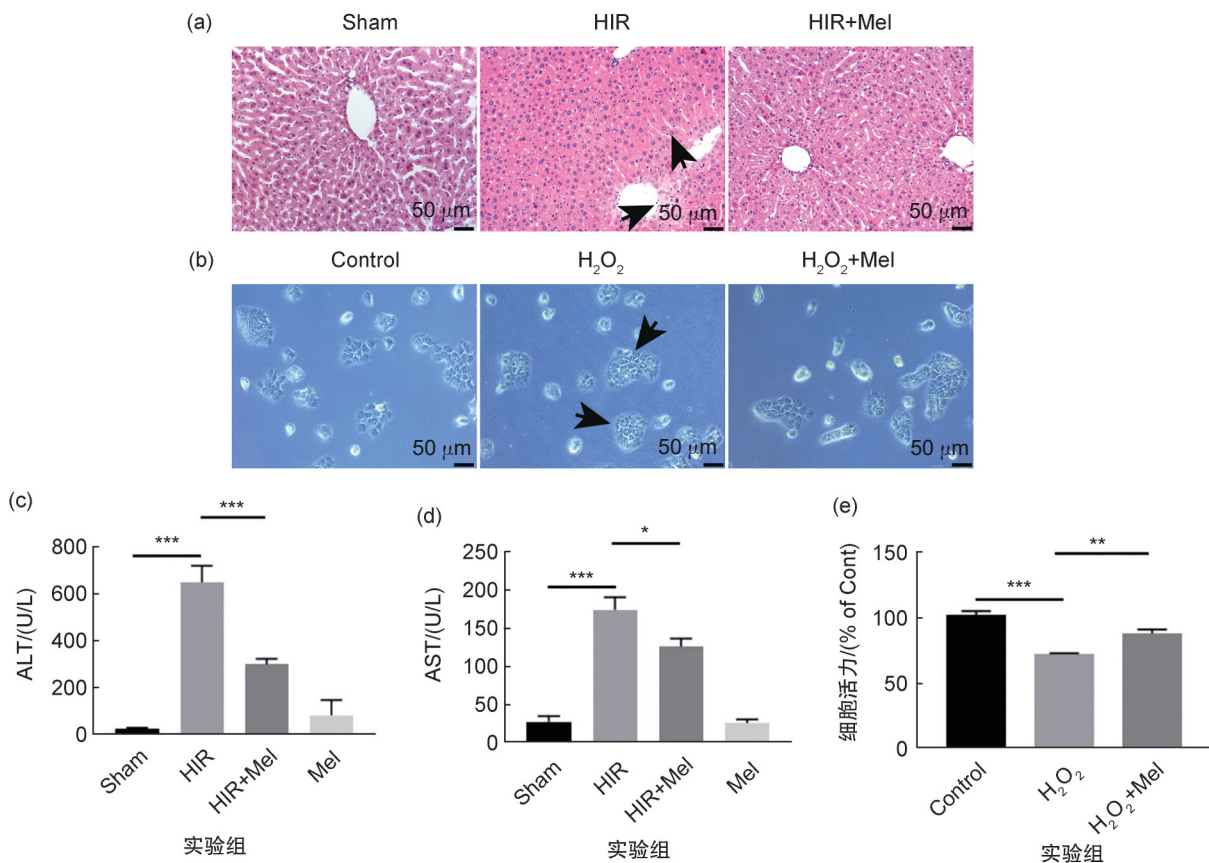 (a)
Sham
HIR
HIR+Mel
50 μm
50 μm
50 μm
(b)
Control
H₂O₂
H₂O₂+Mel
50 μm
50 μm
50 μm
(c)
***
***
800
600
400
200
0
ALT/(U/L)
Sham
HIR
HIR+Mel
Mel
实验组
(d)
*
***
250
200
150
100
50
0
AST/(U/L)
Sham
HIR
HIR+Mel
Mel
实验组
(e)
**
***
150
100
50
0
细胞活力/(% of Cont)
Control
H₂O₂
H₂O₂+Mel
实验组